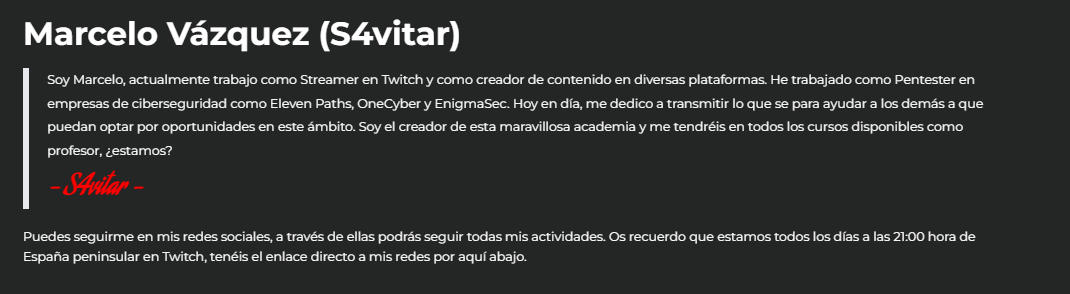 Marcelo Vázquez (S4vitar)
Soy Marcelo, actualmente trabajo como Streamer en Twitch y como creador de contenido en diversas plataformas. He trabajado como Pentester en
empresas de ciberseguridad como Eleven Paths, OneCyber y EnigmaSec. Hoy en día, me dedico a transmitir lo que se para ayudar a los demás a que
puedan optar por oportunidades en este ámbito. Soy el creador de esta maravillosa academia y me tendréis en todos los cursos disponibles como
profesor, ¿estamos?
- S4vitar -
Puedes seguirme en mis redes sociales, a través de ellas podrás seguir todas mis actividades. Os recuerdo que estamos todos los días a las 21:00 hora de
España peninsular en Twitch, tenéis el enlace directo a mis redes por aquí abajo.